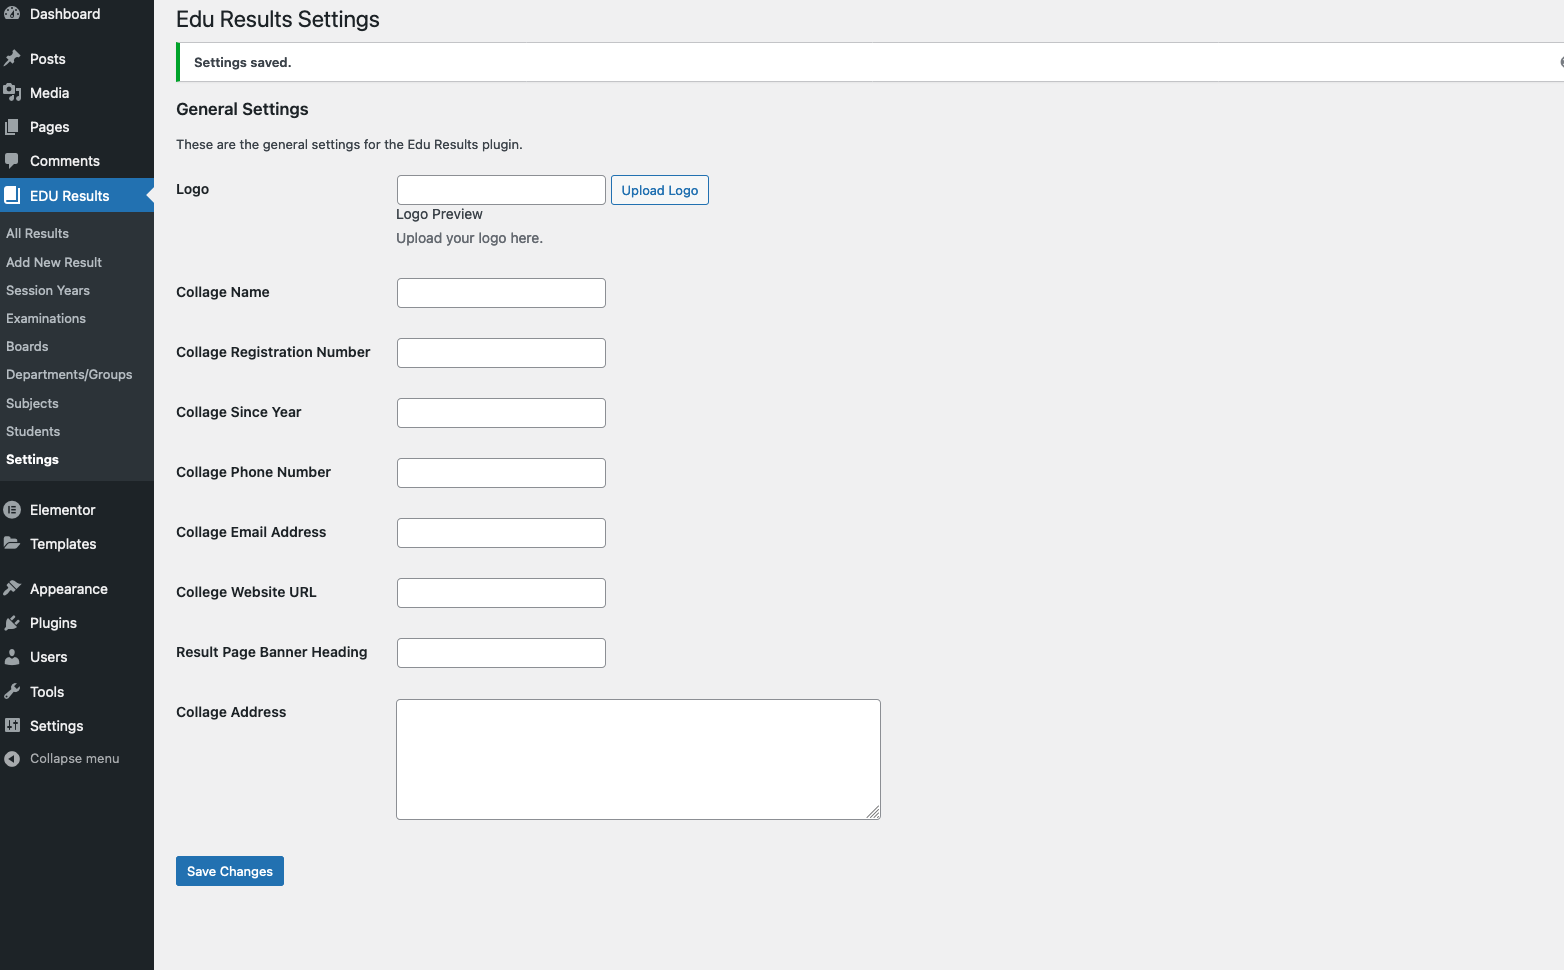 Dashboard
Posts
Media
Pages
Comments
EDU Results
All Results
Add New Result
Session Years
Examinations
Boards
Departments/Groups
Subjects
Students
Settings
Elementor
Templates
Appearance
Plugins
Users
Tools
Settings
Collapse menu
Edu Results Settings
Settings saved.
General Settings
These are the general settings for the Edu Results plugin.
Logo
Upload Logo
Logo Preview
Upload your logo here.
Collage Name
Collage Registration Number
Collage Since Year
Collage Phone Number
Collage Email Address
College Website URL
Result Page Banner Heading
Collage Address
Save Changes